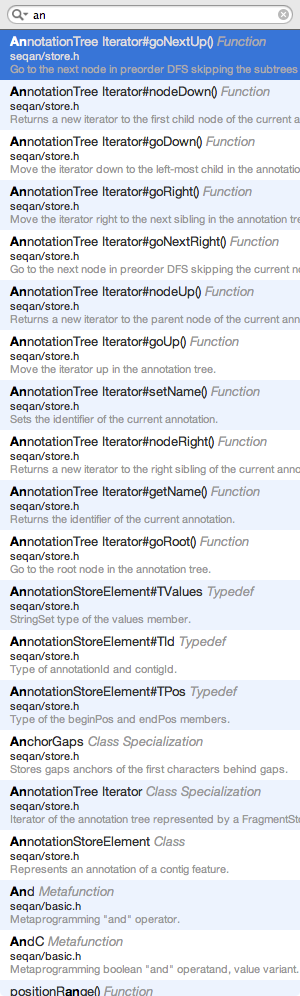 an
AnnotationTree Iterator#goNextUp() Function
seqan/store.h
Go to the next node in preorder DFS skipping the subtrees
AnnotationTree Iterator#nodeDown() Function
seqan/store.h
Returns a new iterator to the first child node of the current a
AnnotationTree Iterator#goDown() Function
seqan/store.h
Move the iterator down to the left-most child in the annotation
AnnotationTree Iterator#goRight() Function
seqan/store.h
Move the iterator right to the next sibling in the annotation tre
AnnotationTree Iterator#goNextRight() Function
seqan/store.h
Go to the next node in preorder DFS skipping the current no
AnnotationTree Iterator#nodeUp() Function
seqan/store.h
Returns a new iterator to the parent node of the current ann
AnnotationTree Iterator#goUp() Function
seqan/store.h
Move the iterator up in the annotation tree.
AnnotationTree Iterator#setName() Function
seqan/store.h
Sets the identifier of the current annotation.
AnnotationTree Iterator#nodeRight() Function
seqan/store.h
Returns a new iterator to the right sibling of the current anno
AnnotationTree Iterator#getName() Function
seqan/store.h
Returns the identifier of the current annotation.
AnnotationTree Iterator#goRoot() Function
seqan/store.h
Go to the root node in the annotation tree.
AnnotationStoreElement#TValues Typedef
seqan/store.h
StringSet type of the values member.
AnnotationStoreElement#TId Typedef
seqan/store.h
Type of annotationId and contigId.
AnnotationStoreElement#TPos Typedef
seqan/store.h
Type of the beginPos and endPos members.
AnchorGaps Class Specialization
seqan/store.h
Stores gaps anchors of the first characters behind gaps.
AnnotationTree Iterator Class Specialization
seqan/store.h
Iterator of the annotation tree represented by a FragmentSto
AnnotationStoreElement Class
seqan/store.h
Represents an annotation of a contig feature.
And Metafunction
seqan/basic.h
Metaprogramming "and" operator.
AndC Metafunction
seqan/basic.h
Metaprogramming boolean "and" operand, value variant.
positionRange() Function